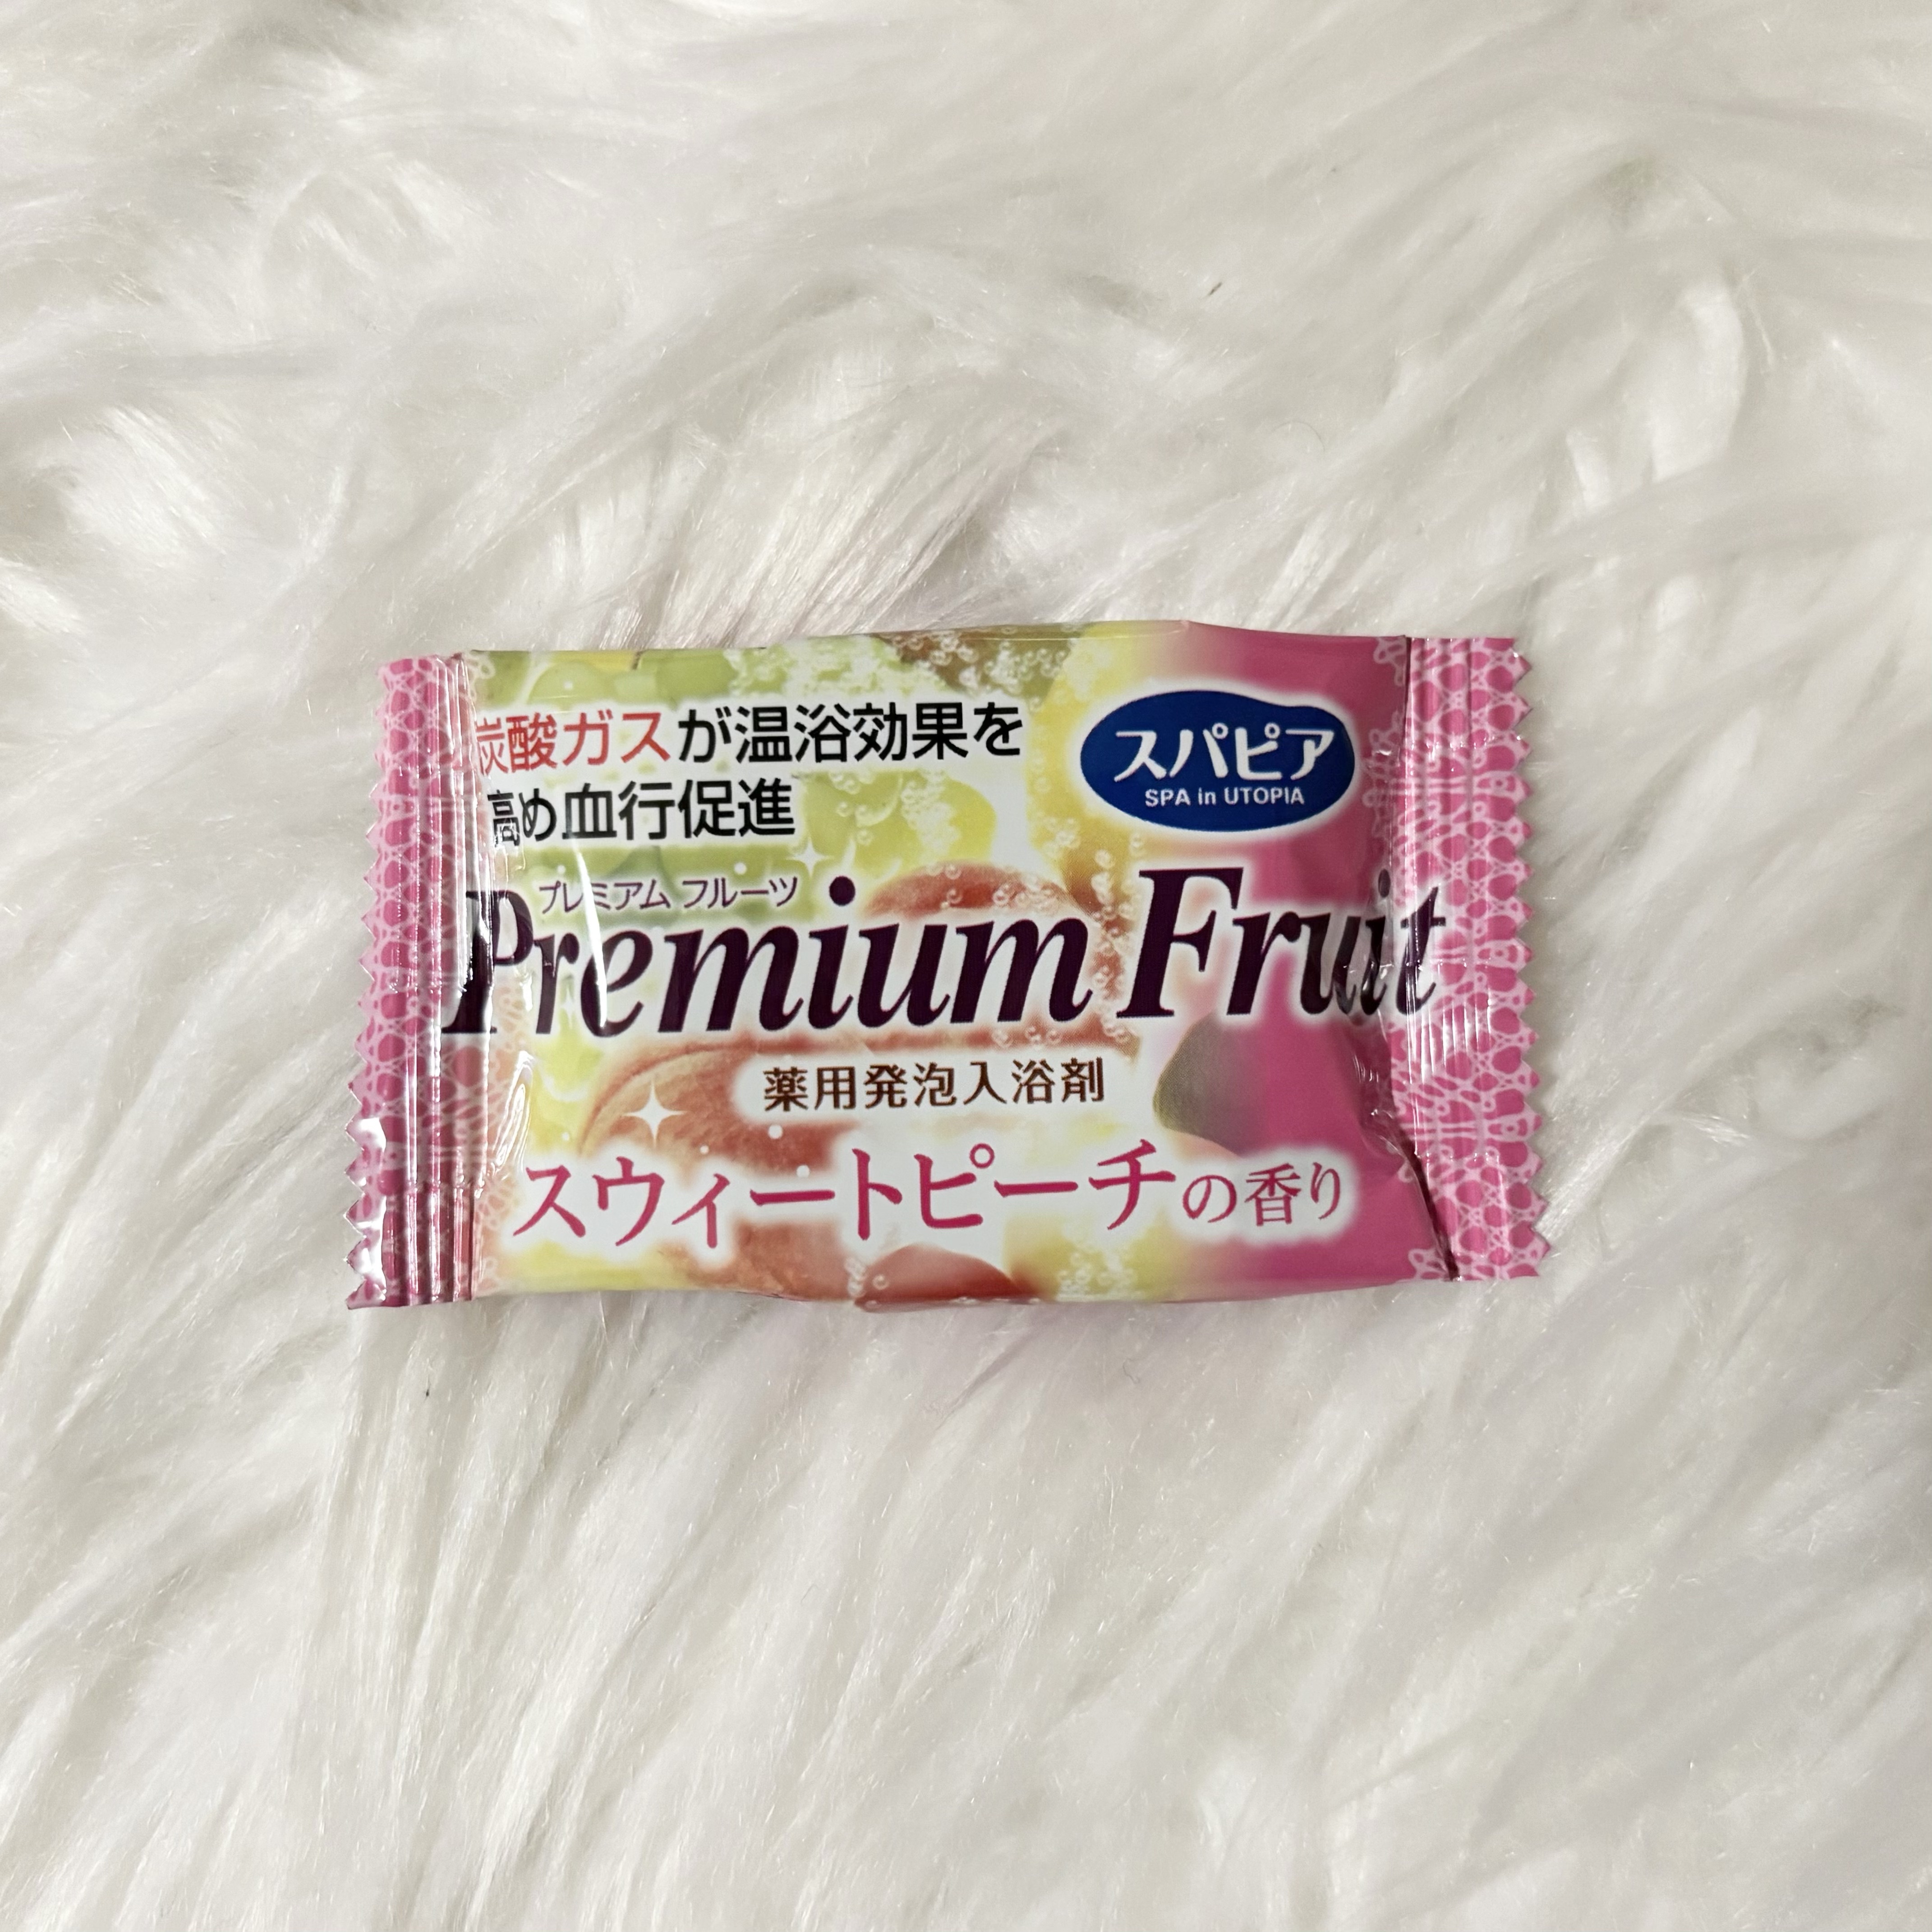 炭酸ガスが温浴効果を
高め血行促進
スパピア
SPA in UTOPIA
プレミアム フルーツ
Premium Fruit
薬用発泡入浴剤
スウィートピーチの香り